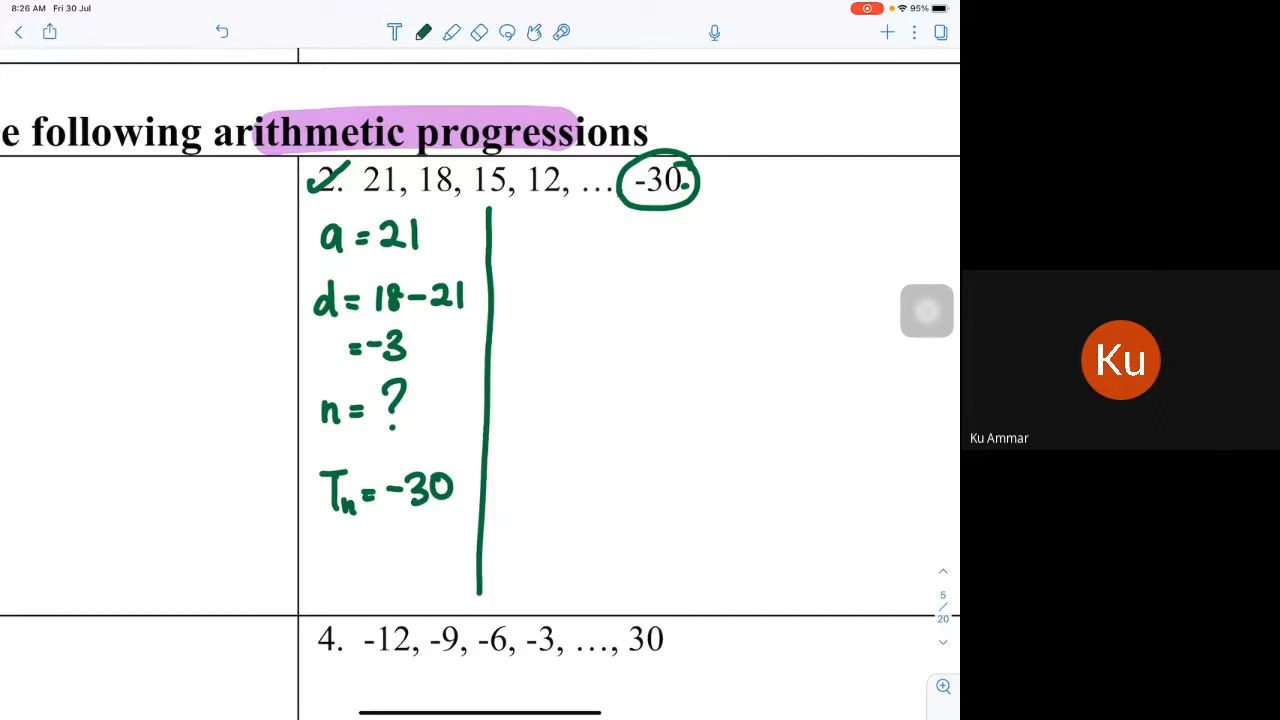 8:26 AM Fri 30 Jul
95%
e following arithmetic progressions
2. 21, 18, 15, 12, …, -30.
a = 21
d = 18 - 21
= -3
n = ?
Tn = -30
5
/
20
4. -12, -9, -6, -3, …, 30
Ku
Ku Ammar